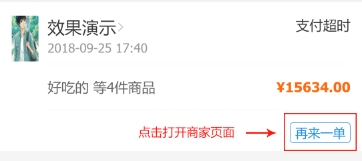 效果演示 支付超时
2018-09-25 17:40
好吃的 等4件商品 ¥15634.00
点击打开商家页面 再来一单